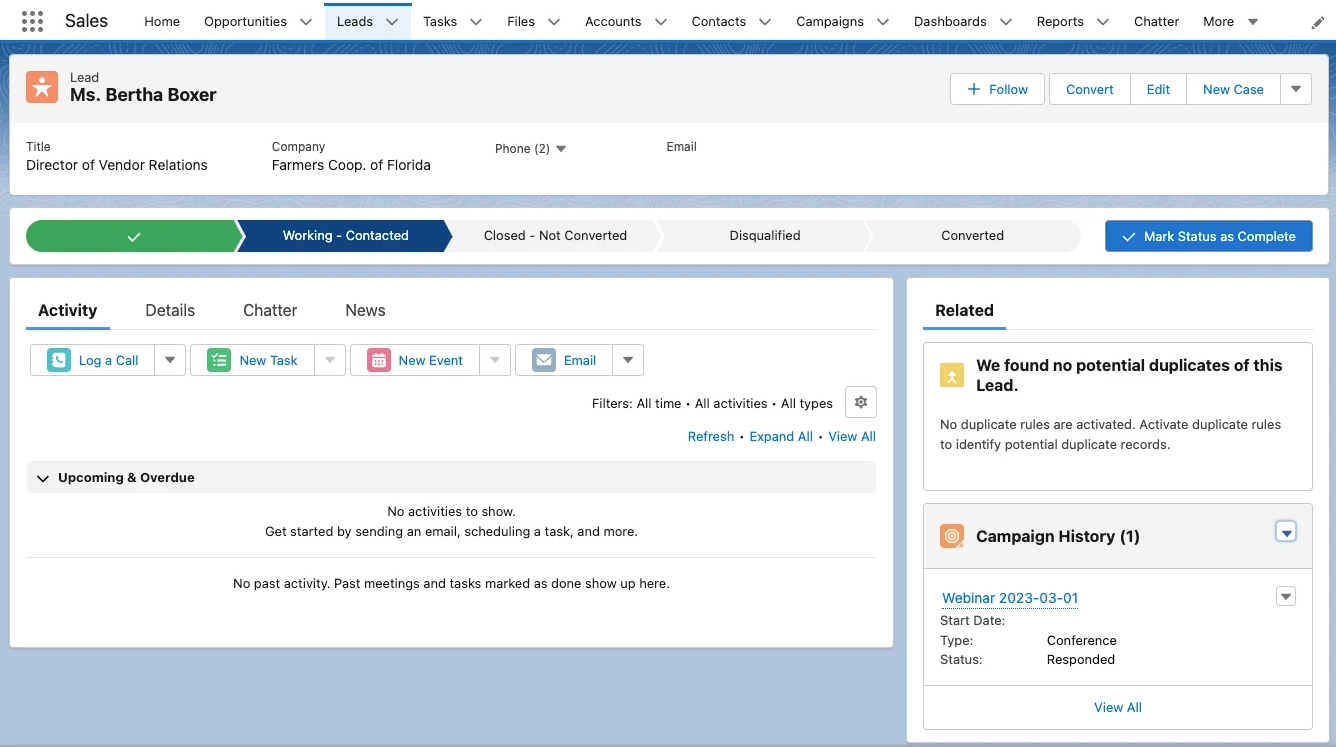 Sales
Home
Opportunities
Leads
Tasks
Files
Accounts
Contacts
Campaigns
Dashboards
Reports
Chatter
More
Lead
Ms. Bertha Boxer
+ Follow
Convert
Edit
New Case
Title
Director of Vendor Relations
Company
Farmers Coop. of Florida
Phone (2)
Email
Working - Contacted
Closed - Not Converted
Disqualified
Converted
Mark Status as Complete
Activity
Details
Chatter
News
Log a Call
New Task
New Event
Email
Filters: All time • All activities • All types
Refresh • Expand All • View All
Upcoming & Overdue
No activities to show.
Get started by sending an email, scheduling a task, and more.
No past activity. Past meetings and tasks marked as done show up here.
Related
We found no potential duplicates of this
Lead.
No duplicate rules are activated. Activate duplicate rules
to identify potential duplicate records.
Campaign History (1)
Webinar 2023-03-01
Start Date:
Type: Conference
Status: Responded
View All